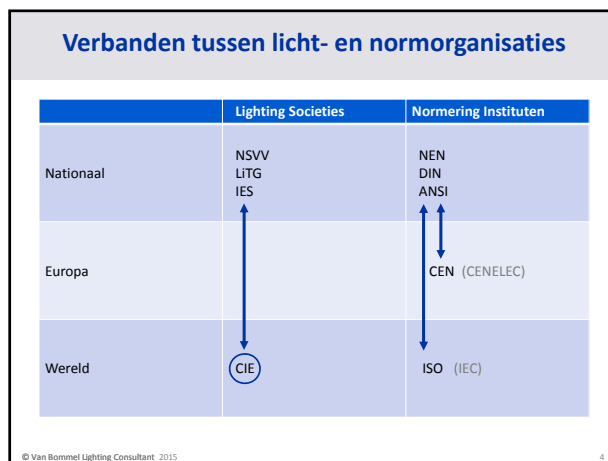 Verbanden tussen licht- en normorganisaties
Lighting Societies Normering Instituten
Nationaal
NSVV
LiTG
IES
NEN
DIN
ANSI
Europa
CEN (CENELEC)
Wereld
CIE
ISO (IEC)
© Van Bommel Lighting Consultant 2015
4